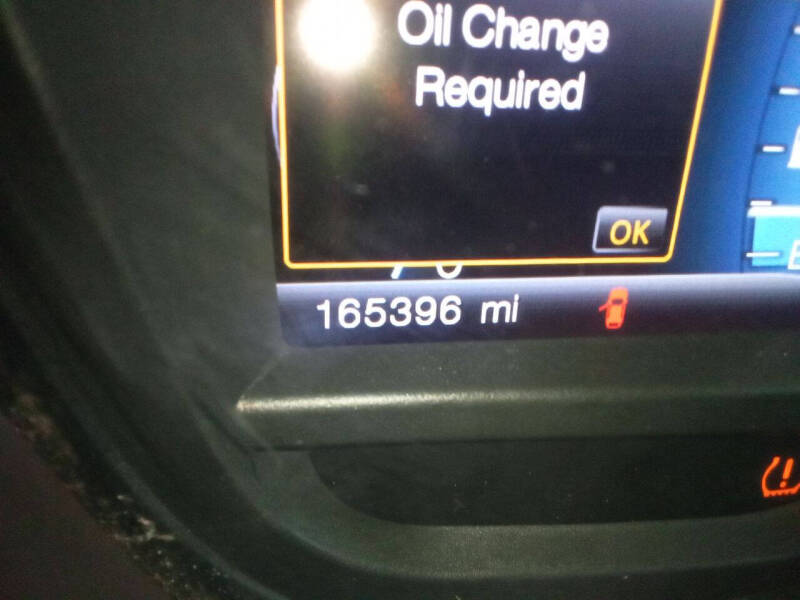 Oil Change
Required
OK
165396 mi